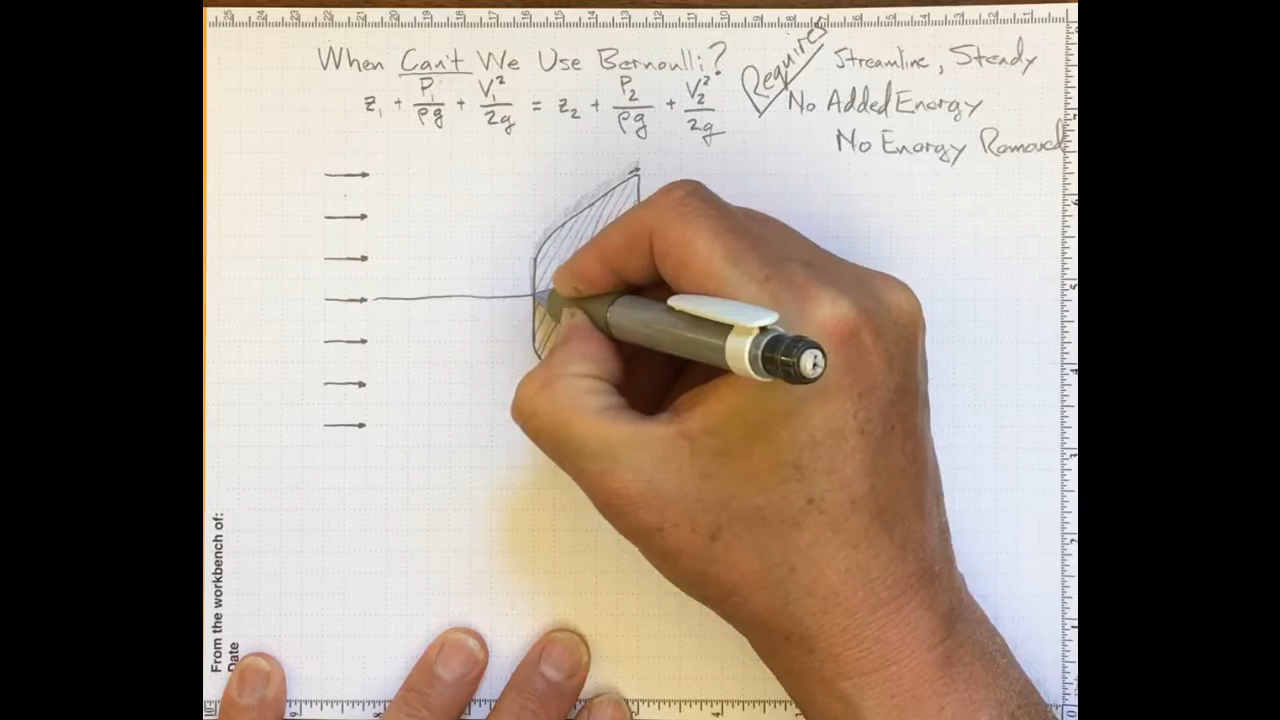 When Can't We Use Bernoulli?
z₁ + P₁/ρg + V₁²/2g = z₂ + P₂/ρg + V₂²/2g
Requires
Streamline, Steady
No Added Energy
No Energy Removed
From the workbench of:
Date